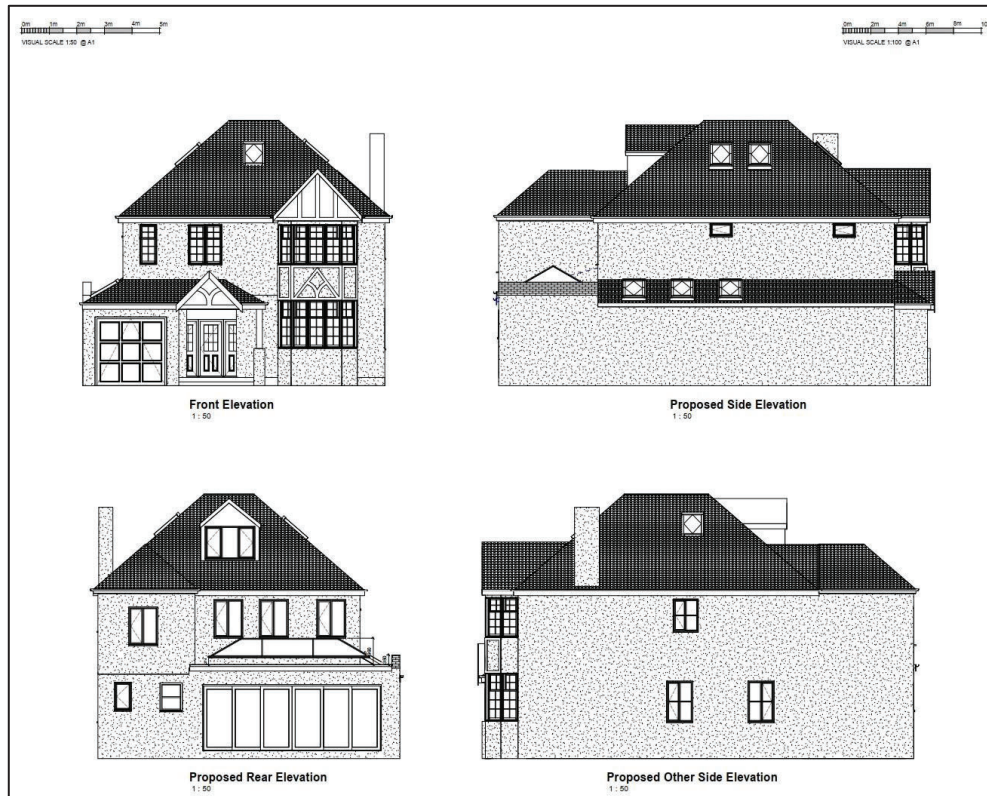 0m 1m 2m 3m 4m 5m
VISUAL SCALE 1:50 @ A1
0m 2m 4m 6m 8m 10
VISUAL SCALE 1:100 @ A1
Front Elevation
1 : 50
Proposed Side Elevation
1 : 50
Proposed Rear Elevation
1 : 50
Proposed Other Side Elevation
1 : 50